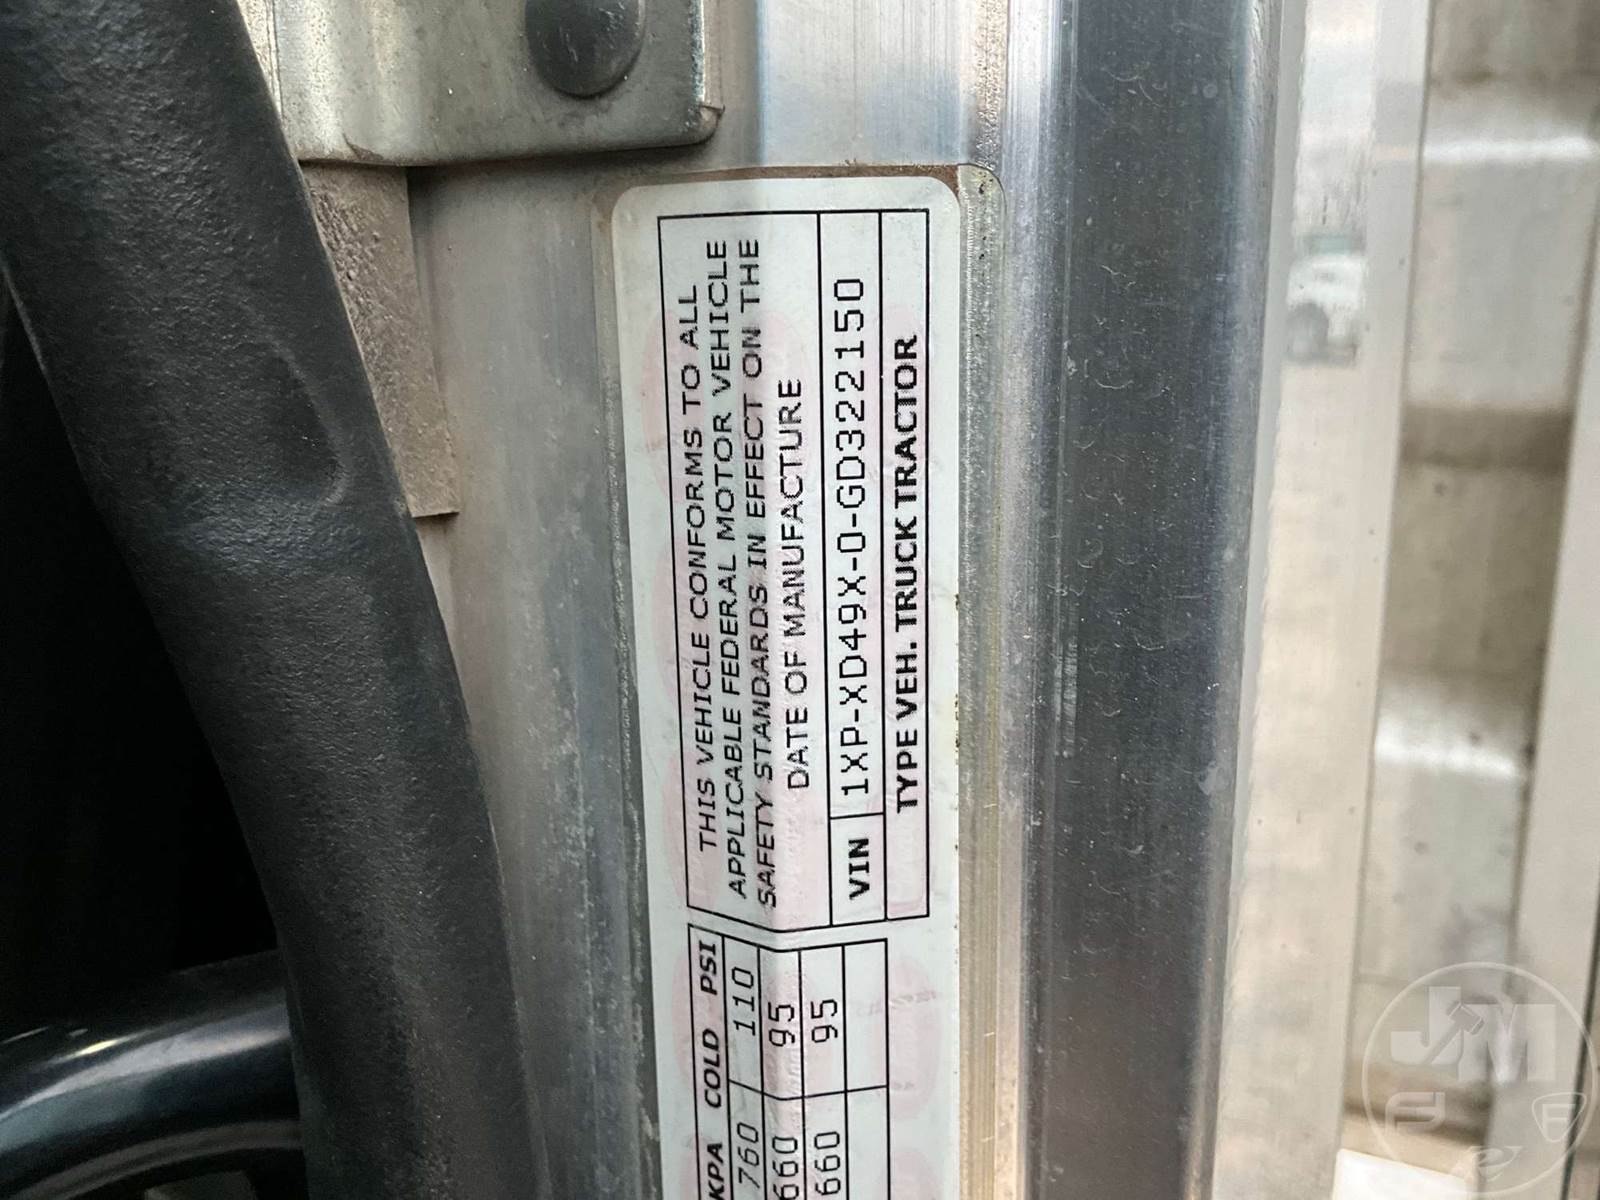 THIS VEHICLE CONFORMS TO ALL
APPLICABLE FEDERAL MOTOR VEHICLE
SAFETY STANDARDS IN EFFECT ON THE
DATE OF MANUFACTURE
VIN 1XP-XD49X-0-GD322150
TYPE VEH. TRUCK TRACTOR
KPA COLD PSI
760 110
660 95
660 95
JM